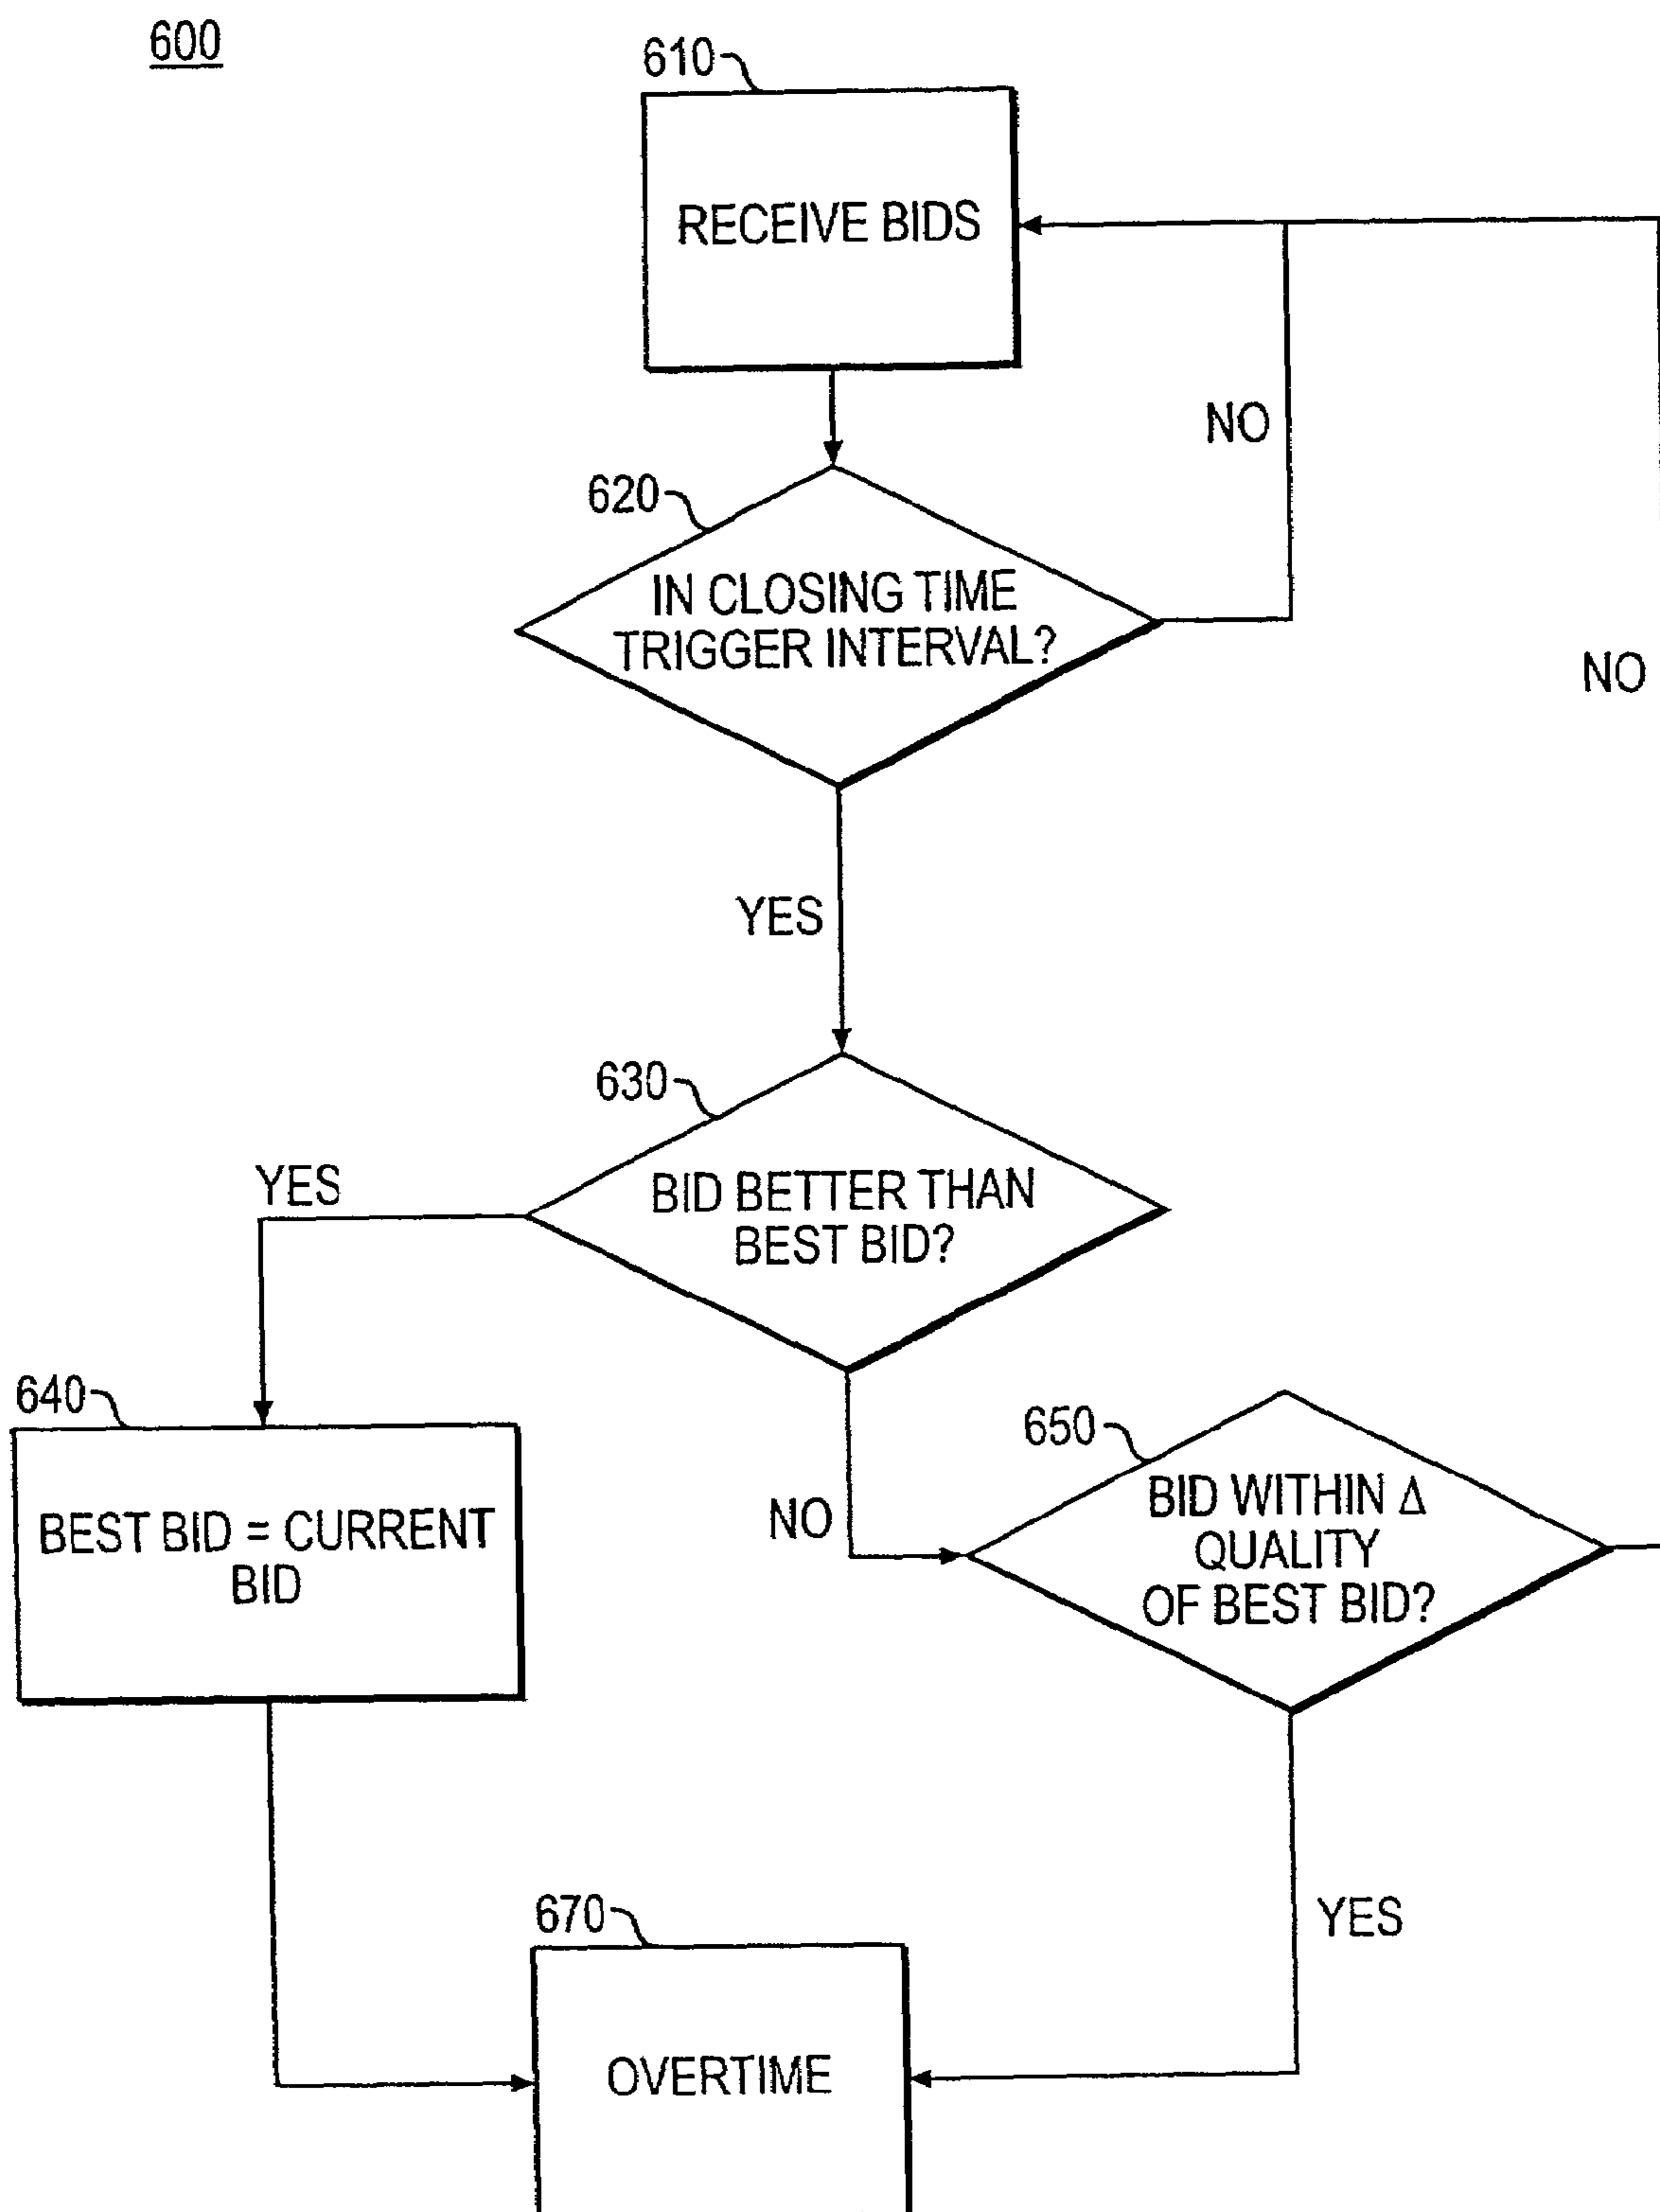 600
610
RECEIVE BIDS
NO
620
IN CLOSING TIME
TRIGGER INTERVAL?
NO
YES
630
BID BETTER THAN
BEST BID?
YES
640
BEST BID = CURRENT
BID
NO
650
BID WITHIN Δ
QUALITY
OF BEST BID?
YES
670
OVERTIME